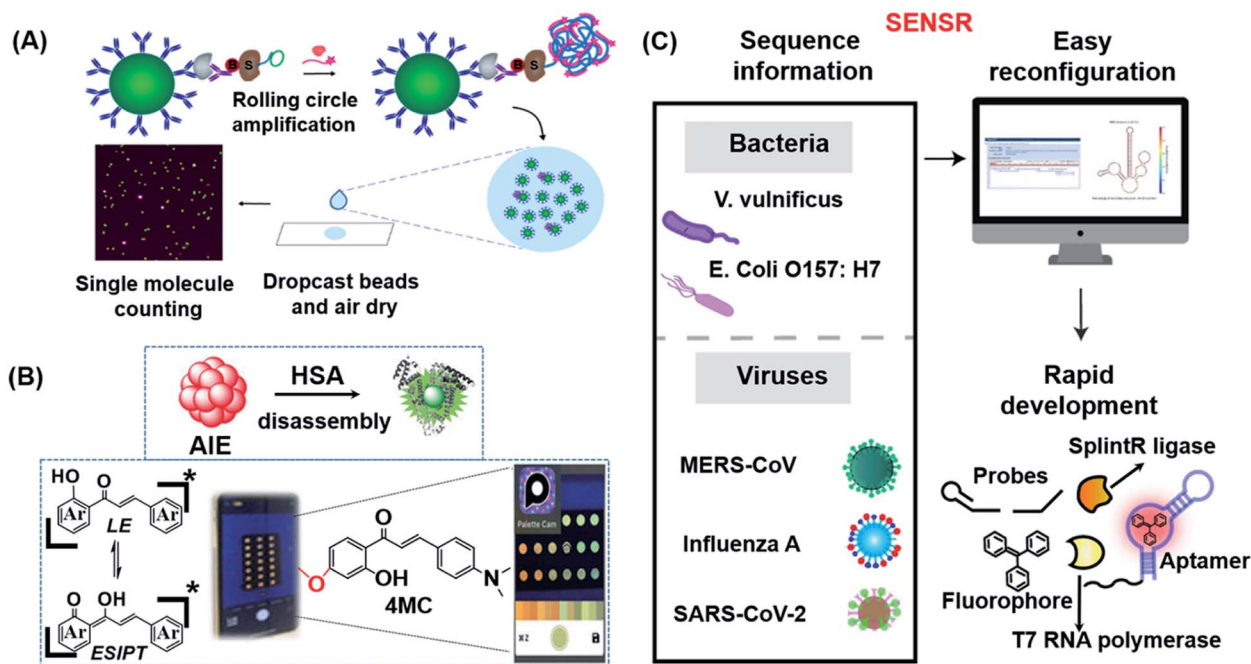 (A)
B
S
B
S
Rolling circle
amplification
Single molecule
counting
Dropcast beads
and air dry
(B)
AIE
HSA
disassembly
HO
O
*
Ar
LE
Ar
O
OH
*
Ar
ESIPT
Ar
O
O
OH
N
4MC
Palette Cam
(C)
SENSR
Sequence
information
Easy
reconfiguration
Bacteria
V. vulnificus
E. Coli O157: H7
Viruses
MERS-CoV
Influenza A
SARS-CoV-2
Rapid
development
SplintR ligase
Probes
Fluorophore
Aptamer
T7 RNA polymerase